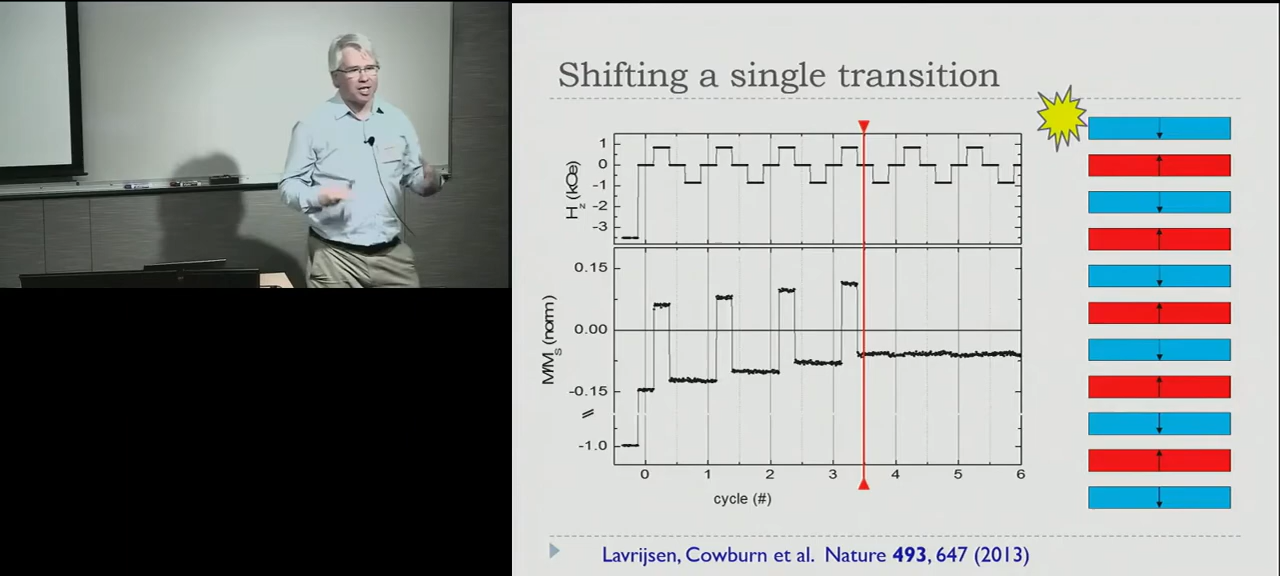 Shifting a single transition
1
0
-1
-2
-3
H_z (kOe)
0.15
0.00
-0.15
-1.0
M/M_S (norm)
0 1 2 3 4 5 6
cycle (#)
Lavrijsen, Cowburn et al. Nature 493, 647 (2013)